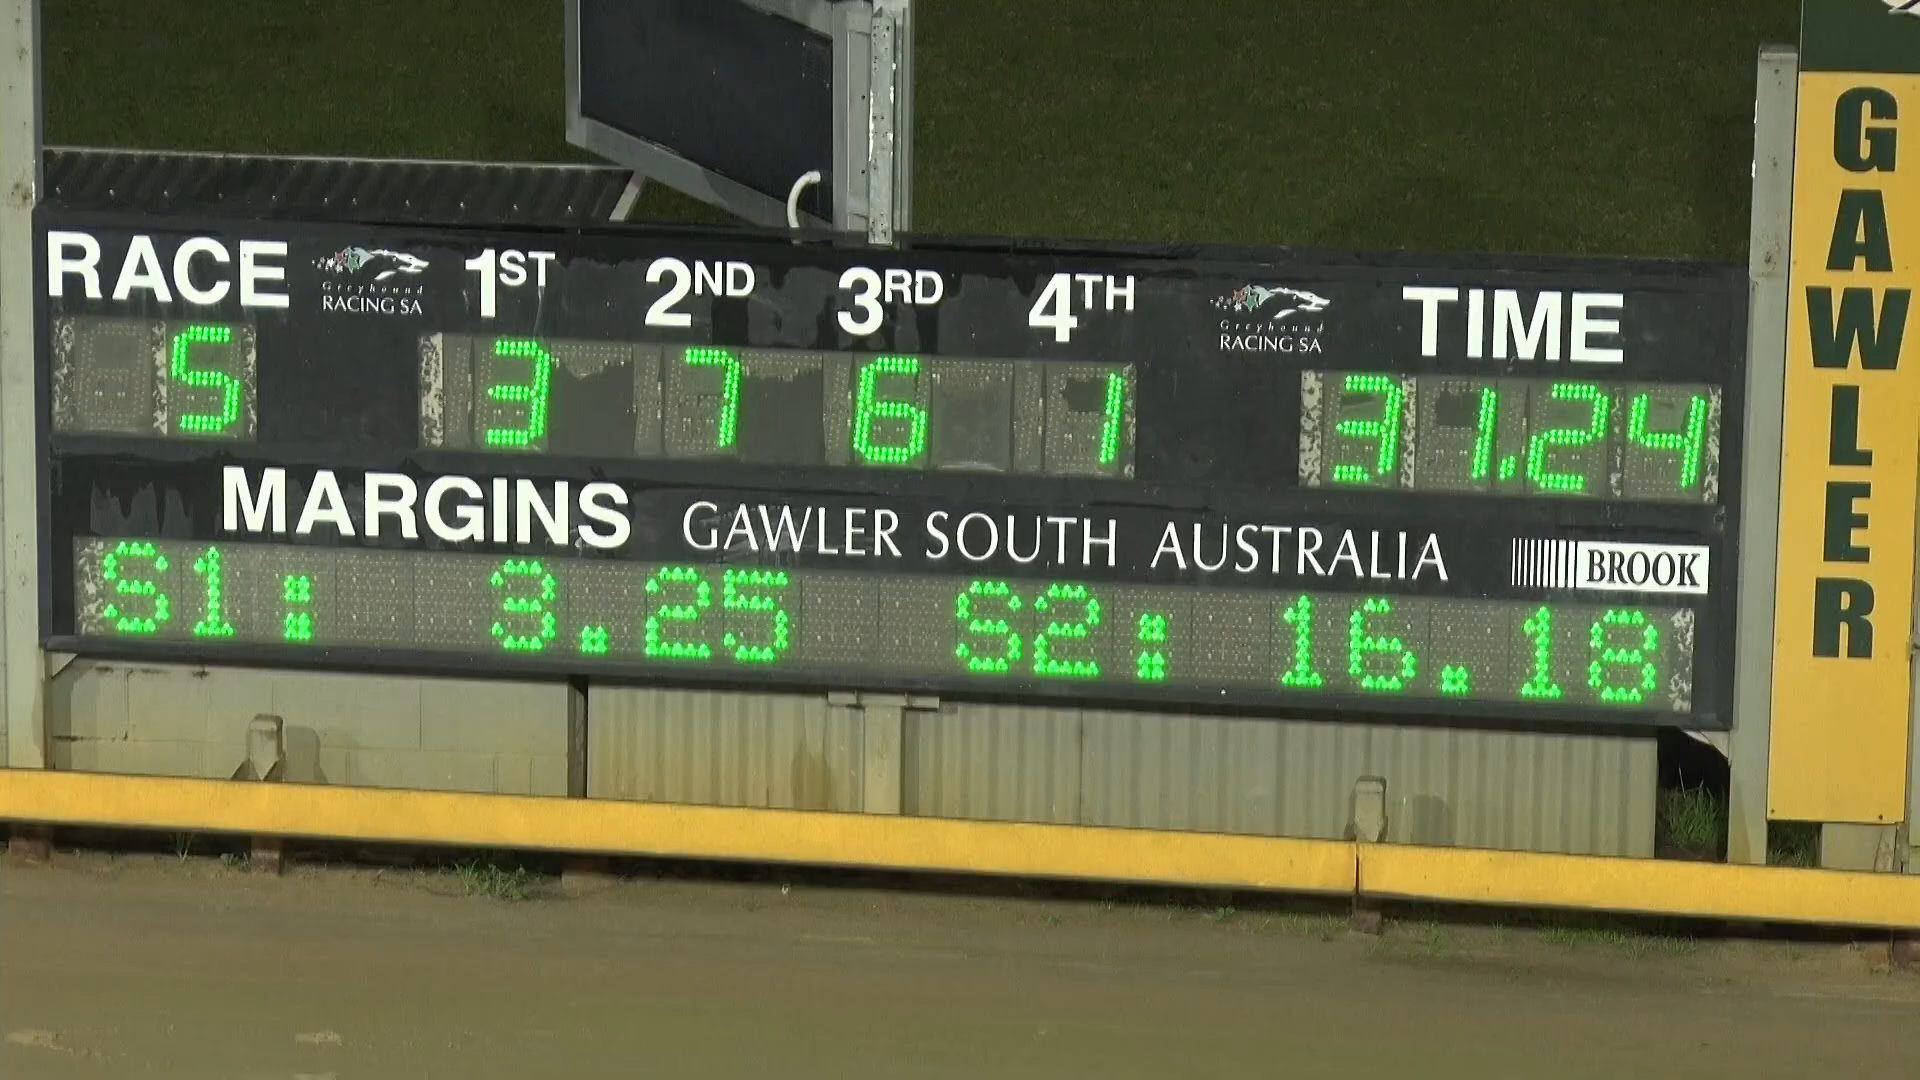 RACE Greyhound RACING SA 1ST 2ND 3RD 4TH Greyhound RACING SA TIME
5 3 7 6 1 31.24
MARGINS GAWLER SOUTH AUSTRALIA BROOK
S1: 3.25 S2: 16.18
GAWLER